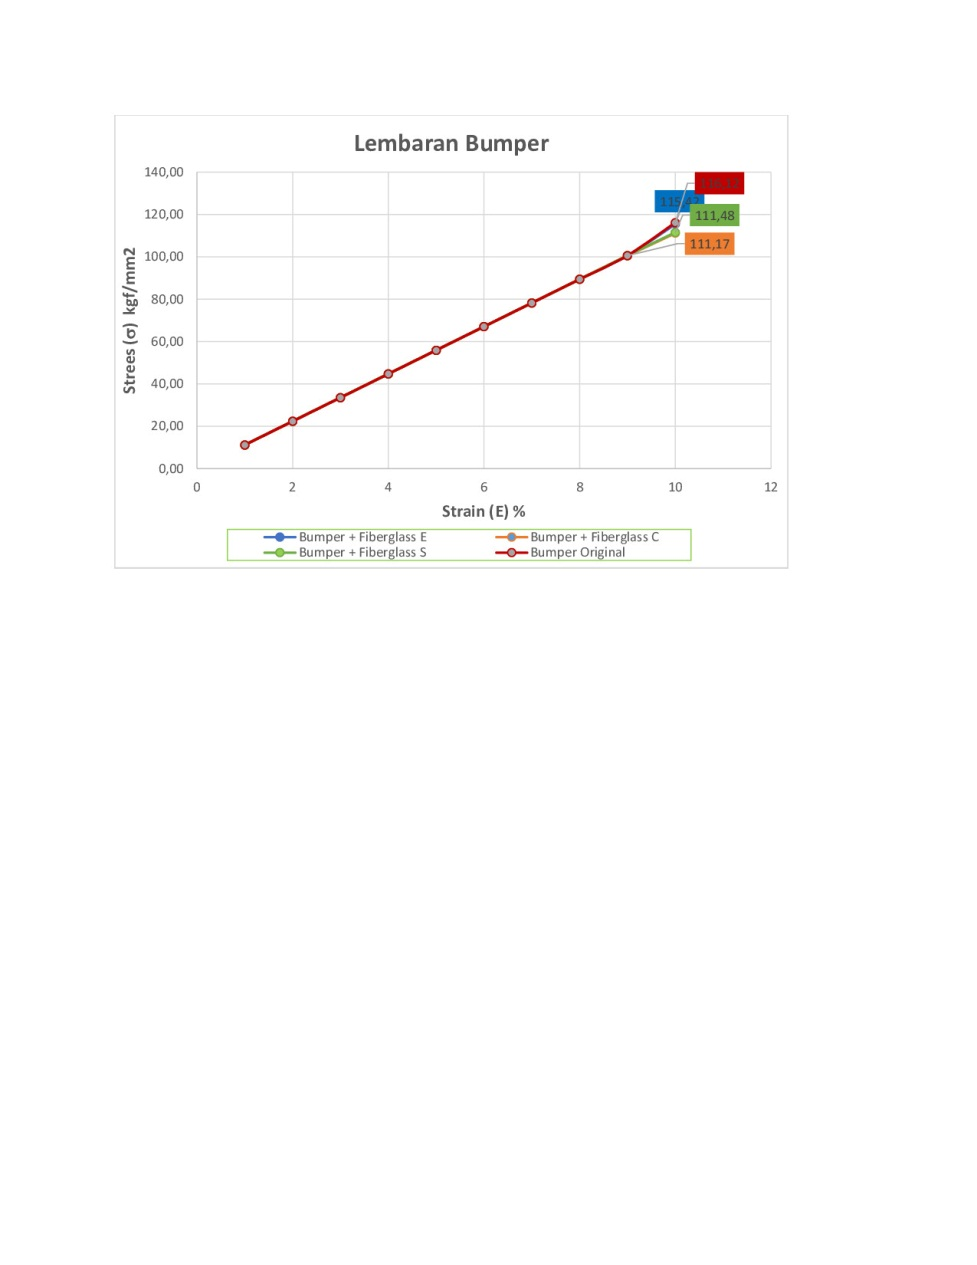 Lembaran Bumper
140,00
120,00
100,00
80,00
60,00
40,00
20,00
0,00
0 2 4 6 8 10 12
Strees (σ) kgf/mm2
Strain (E) %
111,48
111,17
Bumper + Fiberglass E
Bumper + Fiberglass C
Bumper + Fiberglass S
Bumper Original